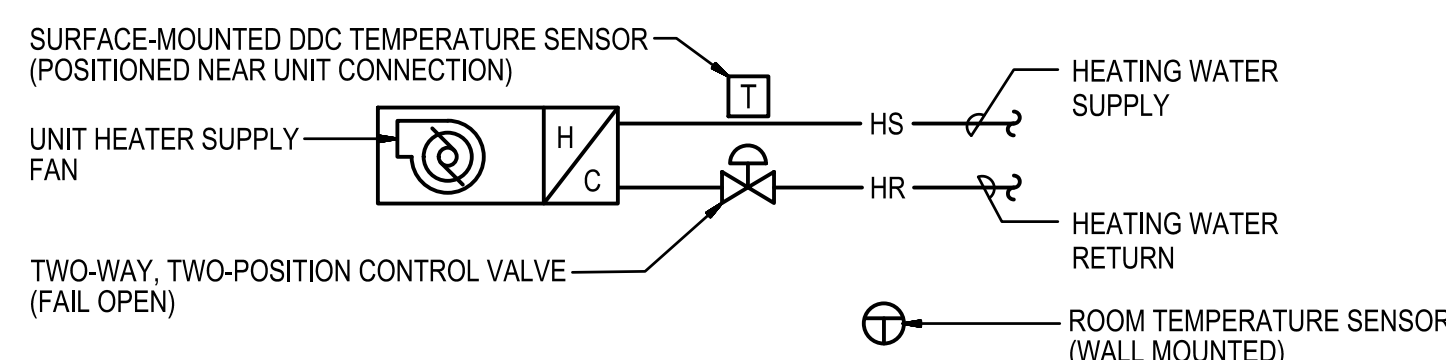 SURFACE-MOUNTED DDC TEMPERATURE SENSOR
(POSITIONED NEAR UNIT CONNECTION)
T
HEATING WATER
SUPPLY
UNIT HEATER SUPPLY
FAN
H
C
HS
HR
HEATING WATER
RETURN
TWO-WAY, TWO-POSITION CONTROL VALVE
(FAIL OPEN)
T
ROOM TEMPERATURE SENSOR
(WALL MOUNTED)